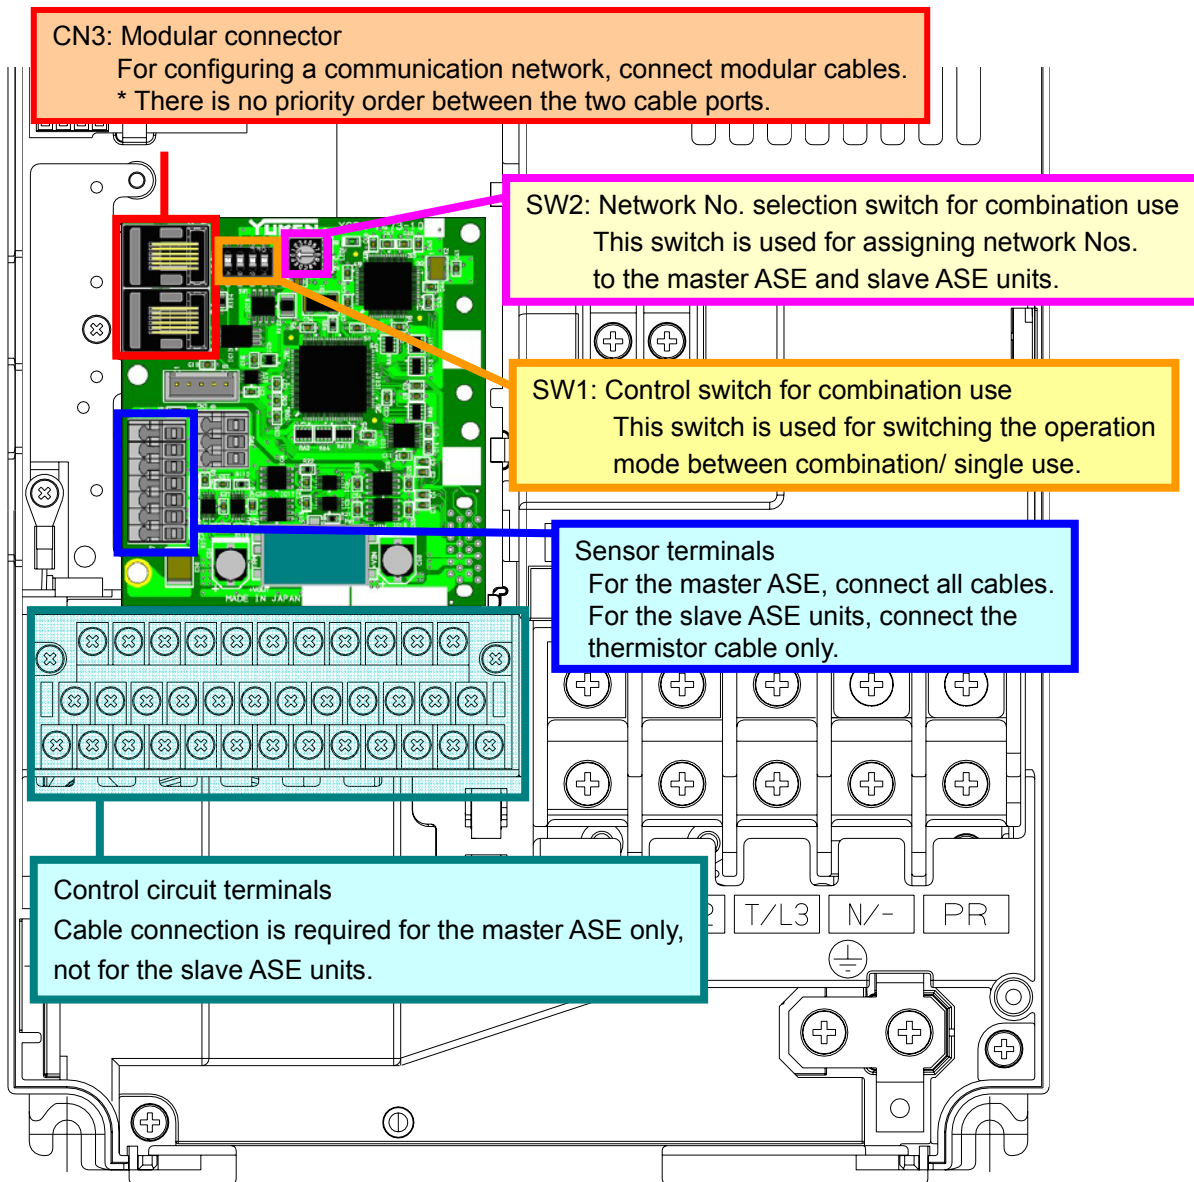 CN3: Modular connector
For configuring a communication network, connect modular cables.
* There is no priority order between the two cable ports.
SW2: Network No. selection switch for combination use
This switch is used for assigning network Nos.
to the master ASE and slave ASE units.
SW1: Control switch for combination use
This switch is used for switching the operation
mode between combination/ single use.
Sensor terminals
For the master ASE, connect all cables.
For the slave ASE units, connect the
thermistor cable only.
MADE IN JAPAN
Control circuit terminals
Cable connection is required for the master ASE only,
not for the slave ASE units.
T/L3
N/-
PR